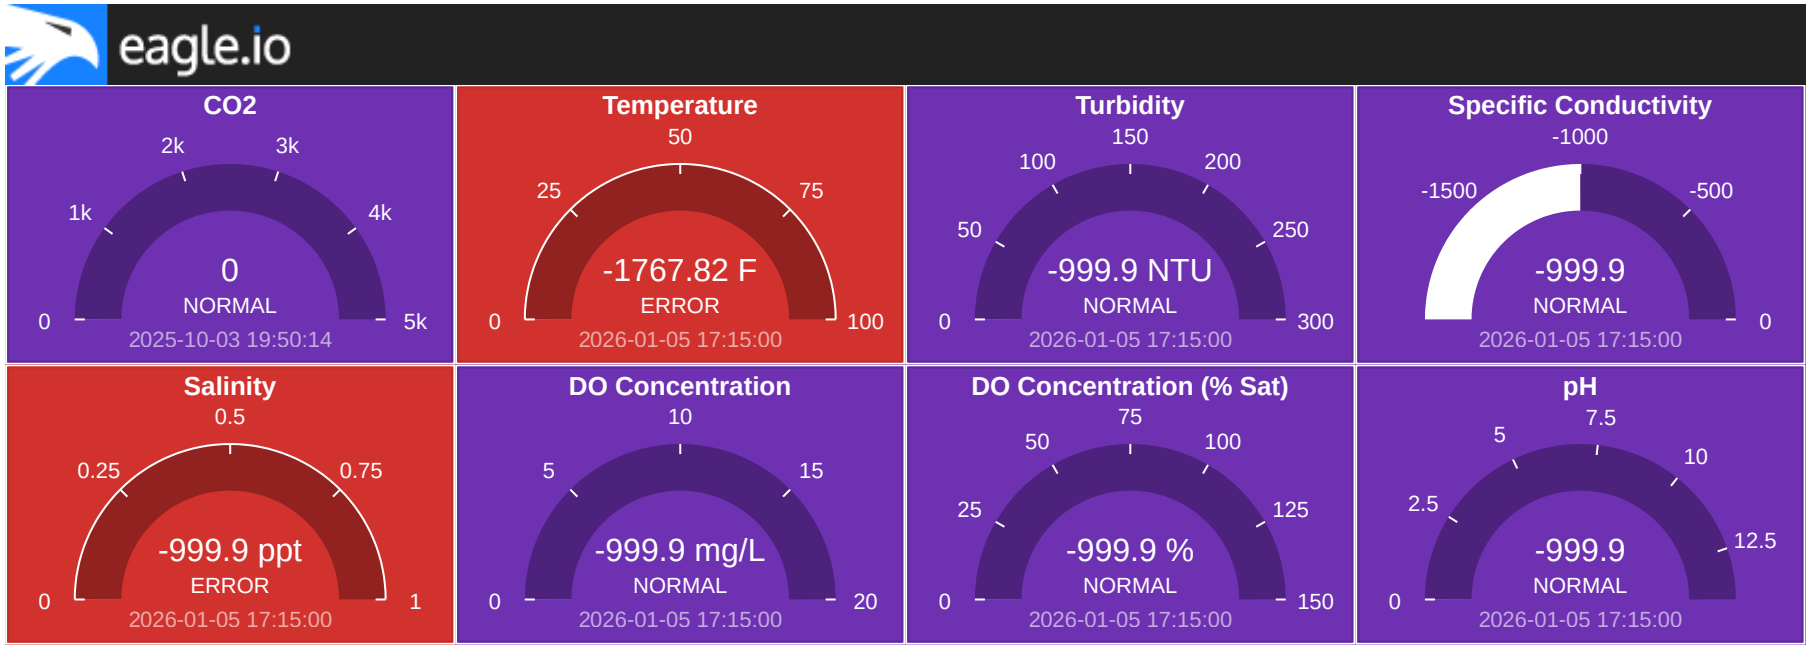 eagle.io
CO2
0
1k
2k
3k
4k
5k
0
NORMAL
2025-10-03 19:50:14
Temperature
0
25
50
75
100
-1767.82 F
ERROR
2026-01-05 17:15:00
Turbidity
0
50
100
150
200
250
300
-999.9 NTU
NORMAL
2026-01-05 17:15:00
Specific Conductivity
-1500
-1000
-500
0
-999.9
NORMAL
2026-01-05 17:15:00
Salinity
0
0.25
0.5
0.75
1
-999.9 ppt
ERROR
2026-01-05 17:15:00
DO Concentration
0
5
10
15
20
-999.9 mg/L
NORMAL
2026-01-05 17:15:00
DO Concentration (% Sat)
0
25
50
75
100
125
150
-999.9 %
NORMAL
2026-01-05 17:15:00
pH
0
2.5
5
7.5
10
12.5
-999.9
NORMAL
2026-01-05 17:15:00